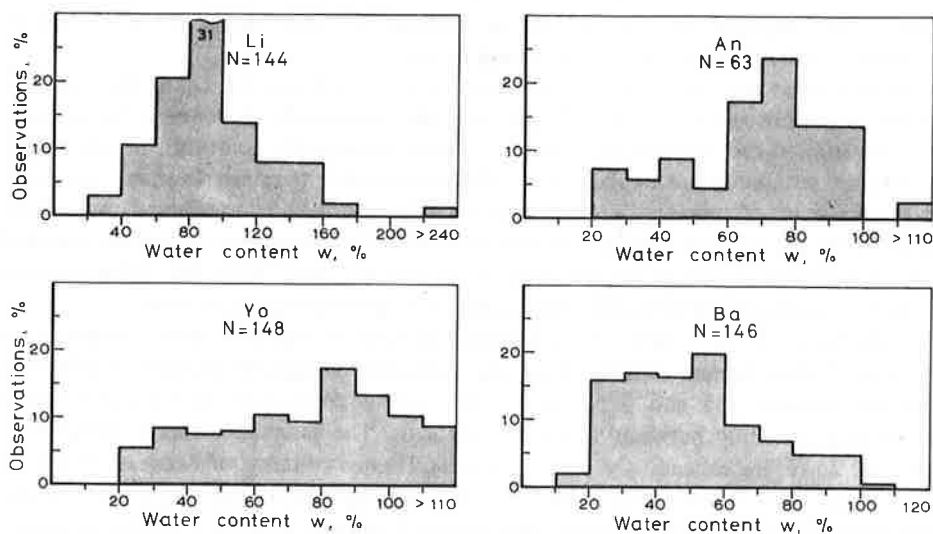 Observations, %
20
10
0
31
Li
N=144
40 80 120 160 200 >240
Water content w, %
20
10
0
An
N=63
20 40 60 80 100 >110
Water content w, %
Observations, %
20
10
0
Yo
N=148
20 40 60 80 100 >110
Water content w, %
20
10
0
Ba
N=146
20 40 60 80 100 120
Water content w, %